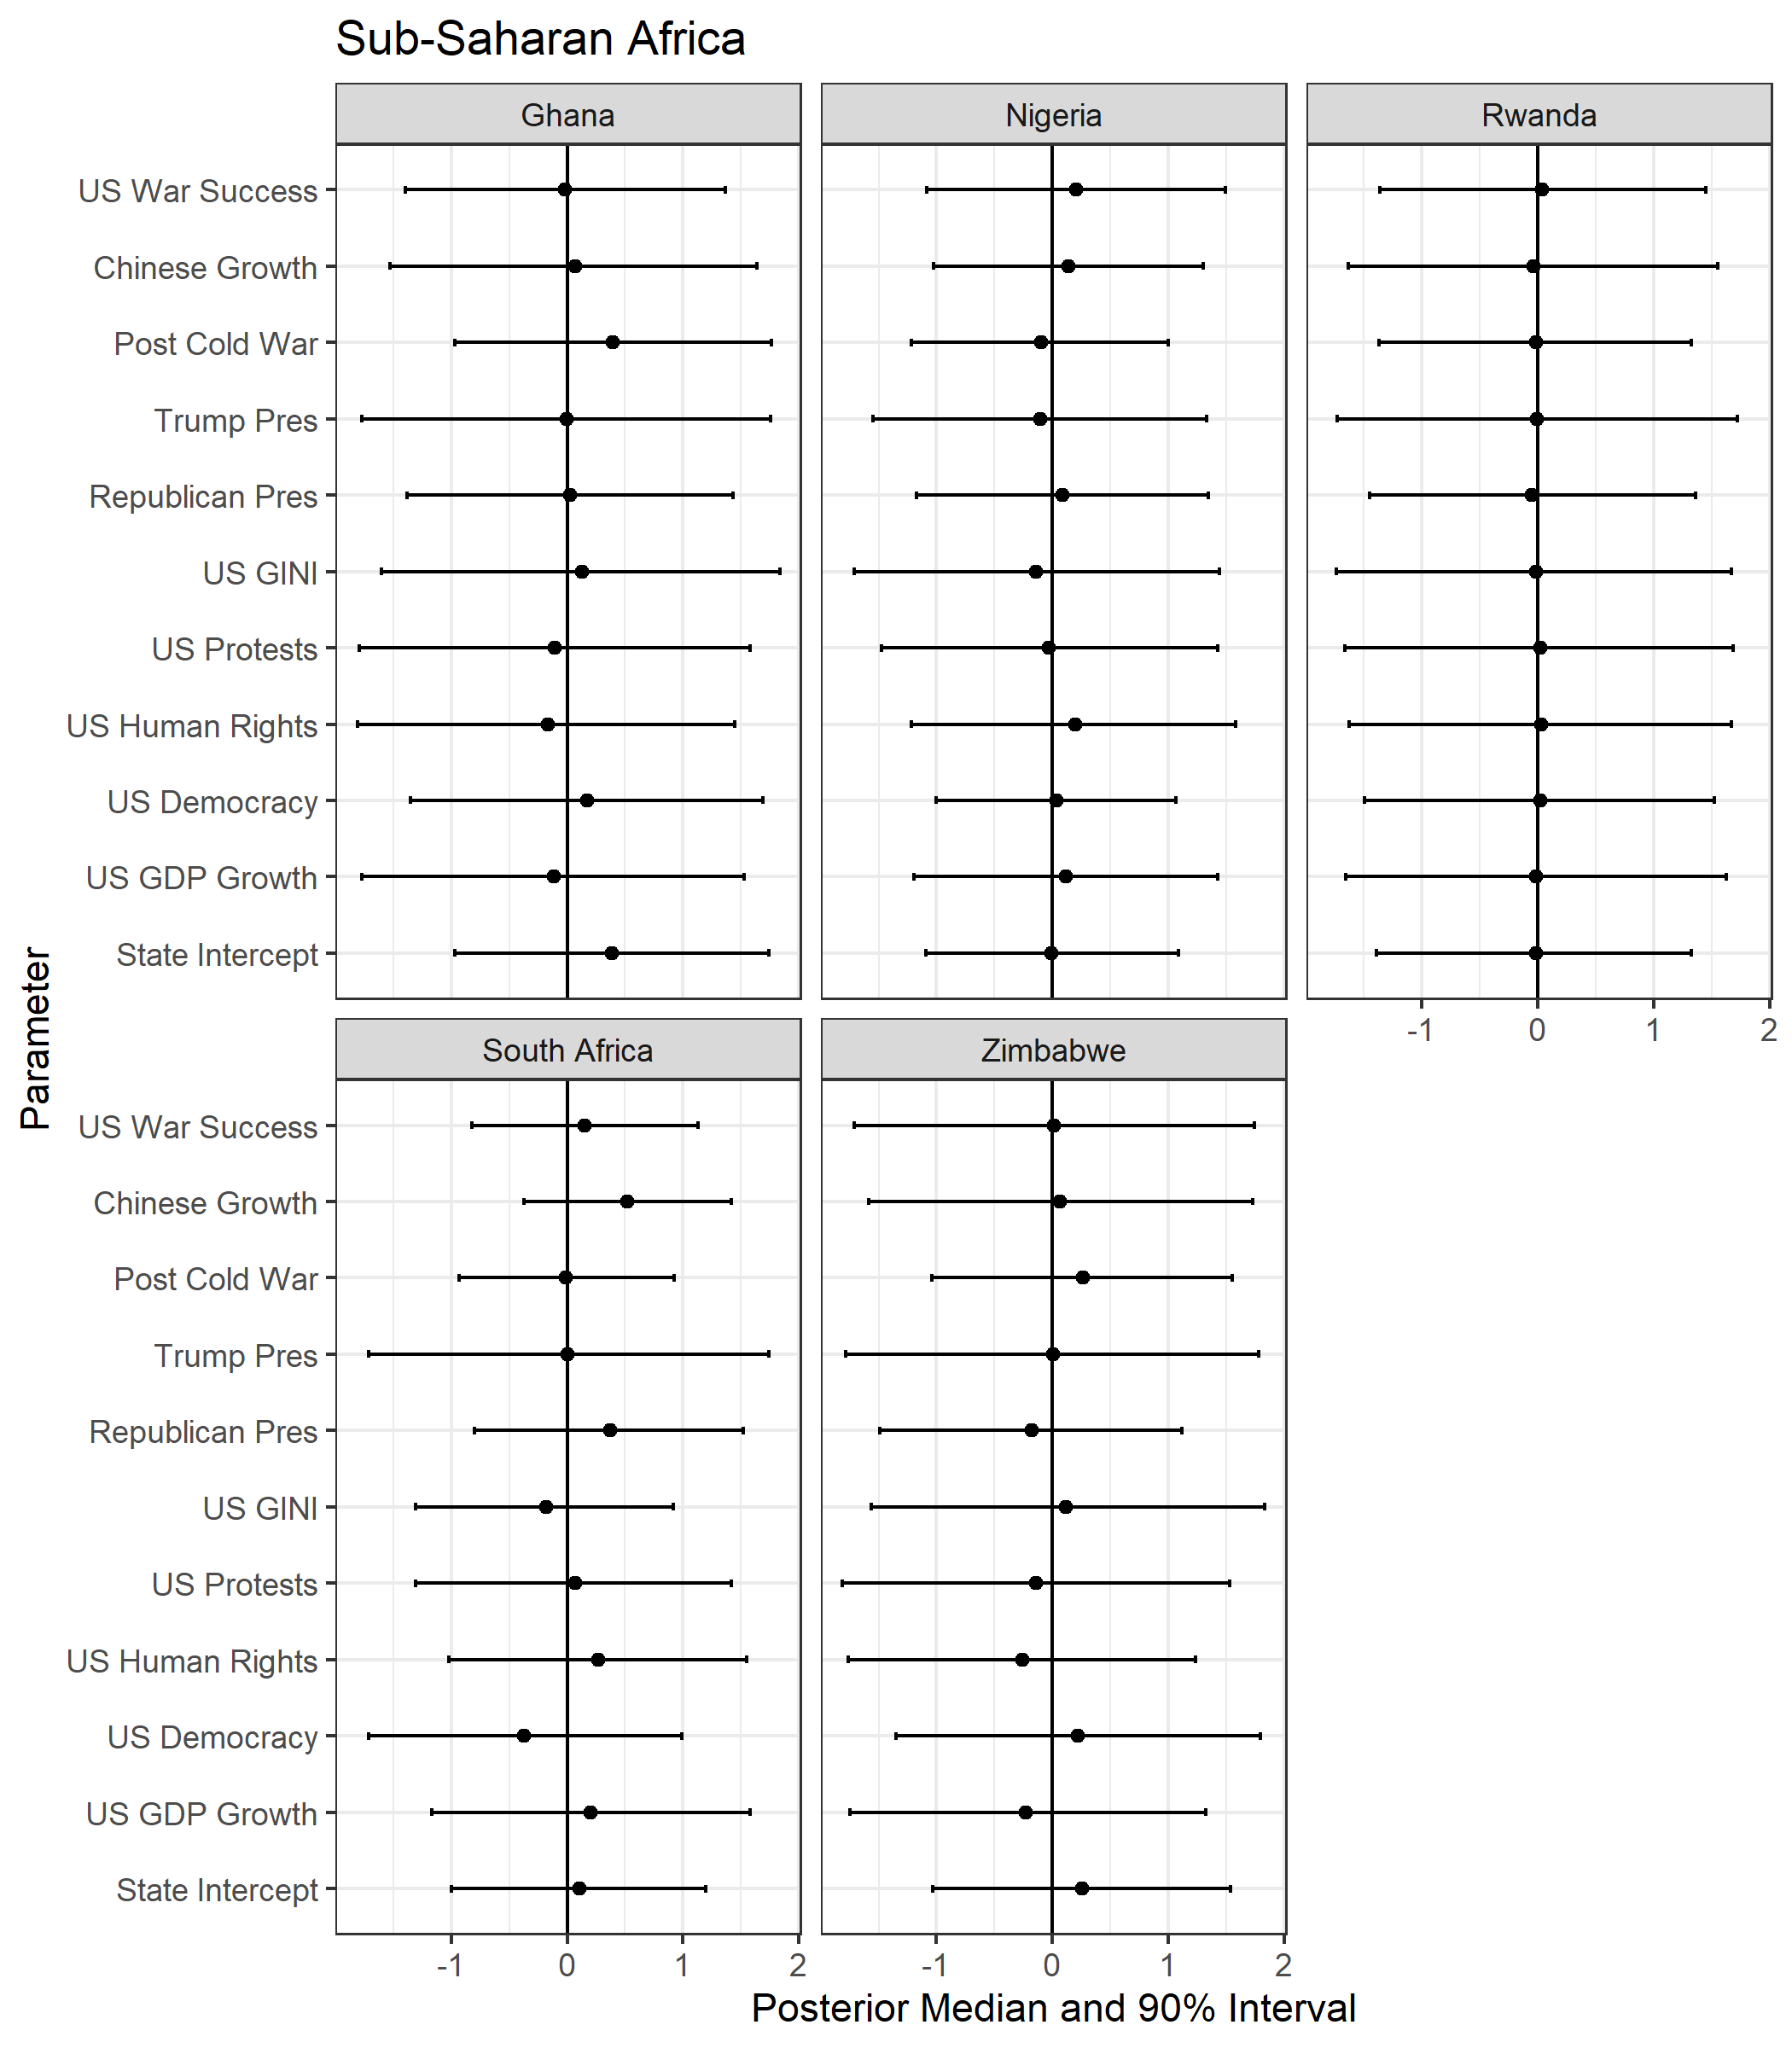 Sub-Saharan Africa
Ghana
Nigeria
Rwanda
US War Success
Chinese Growth
Post Cold War
Trump Pres
Republican Pres
US GINI
US Protests
US Human Rights
US Democracy
US GDP Growth
State Intercept
-1 0 1 2
Parameter
South Africa
Zimbabwe
US War Success
Chinese Growth
Post Cold War
Trump Pres
Republican Pres
US GINI
US Protests
US Human Rights
US Democracy
US GDP Growth
State Intercept
-1 0 1 2
-1 0 1 2
Posterior Median and 90% Interval